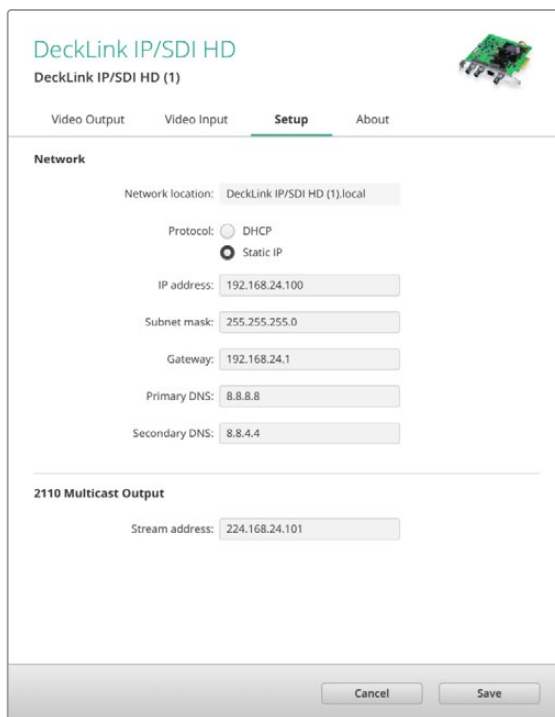 DeckLink IP/SDI HD
DeckLink IP/SDI HD (1)
Video Output Video Input Setup About
Network
Network location: DeckLink IP/SDI HD (1).local
Protocol: DHCP
Static IP
IP address: 192.168.24.100
Subnet mask: 255.255.255.0
Gateway: 192.168.24.1
Primary DNS: 8.8.8.8
Secondary DNS: 8.8.4.4
2110 Multicast Output
Stream address: 224.168.24.101
Cancel Save